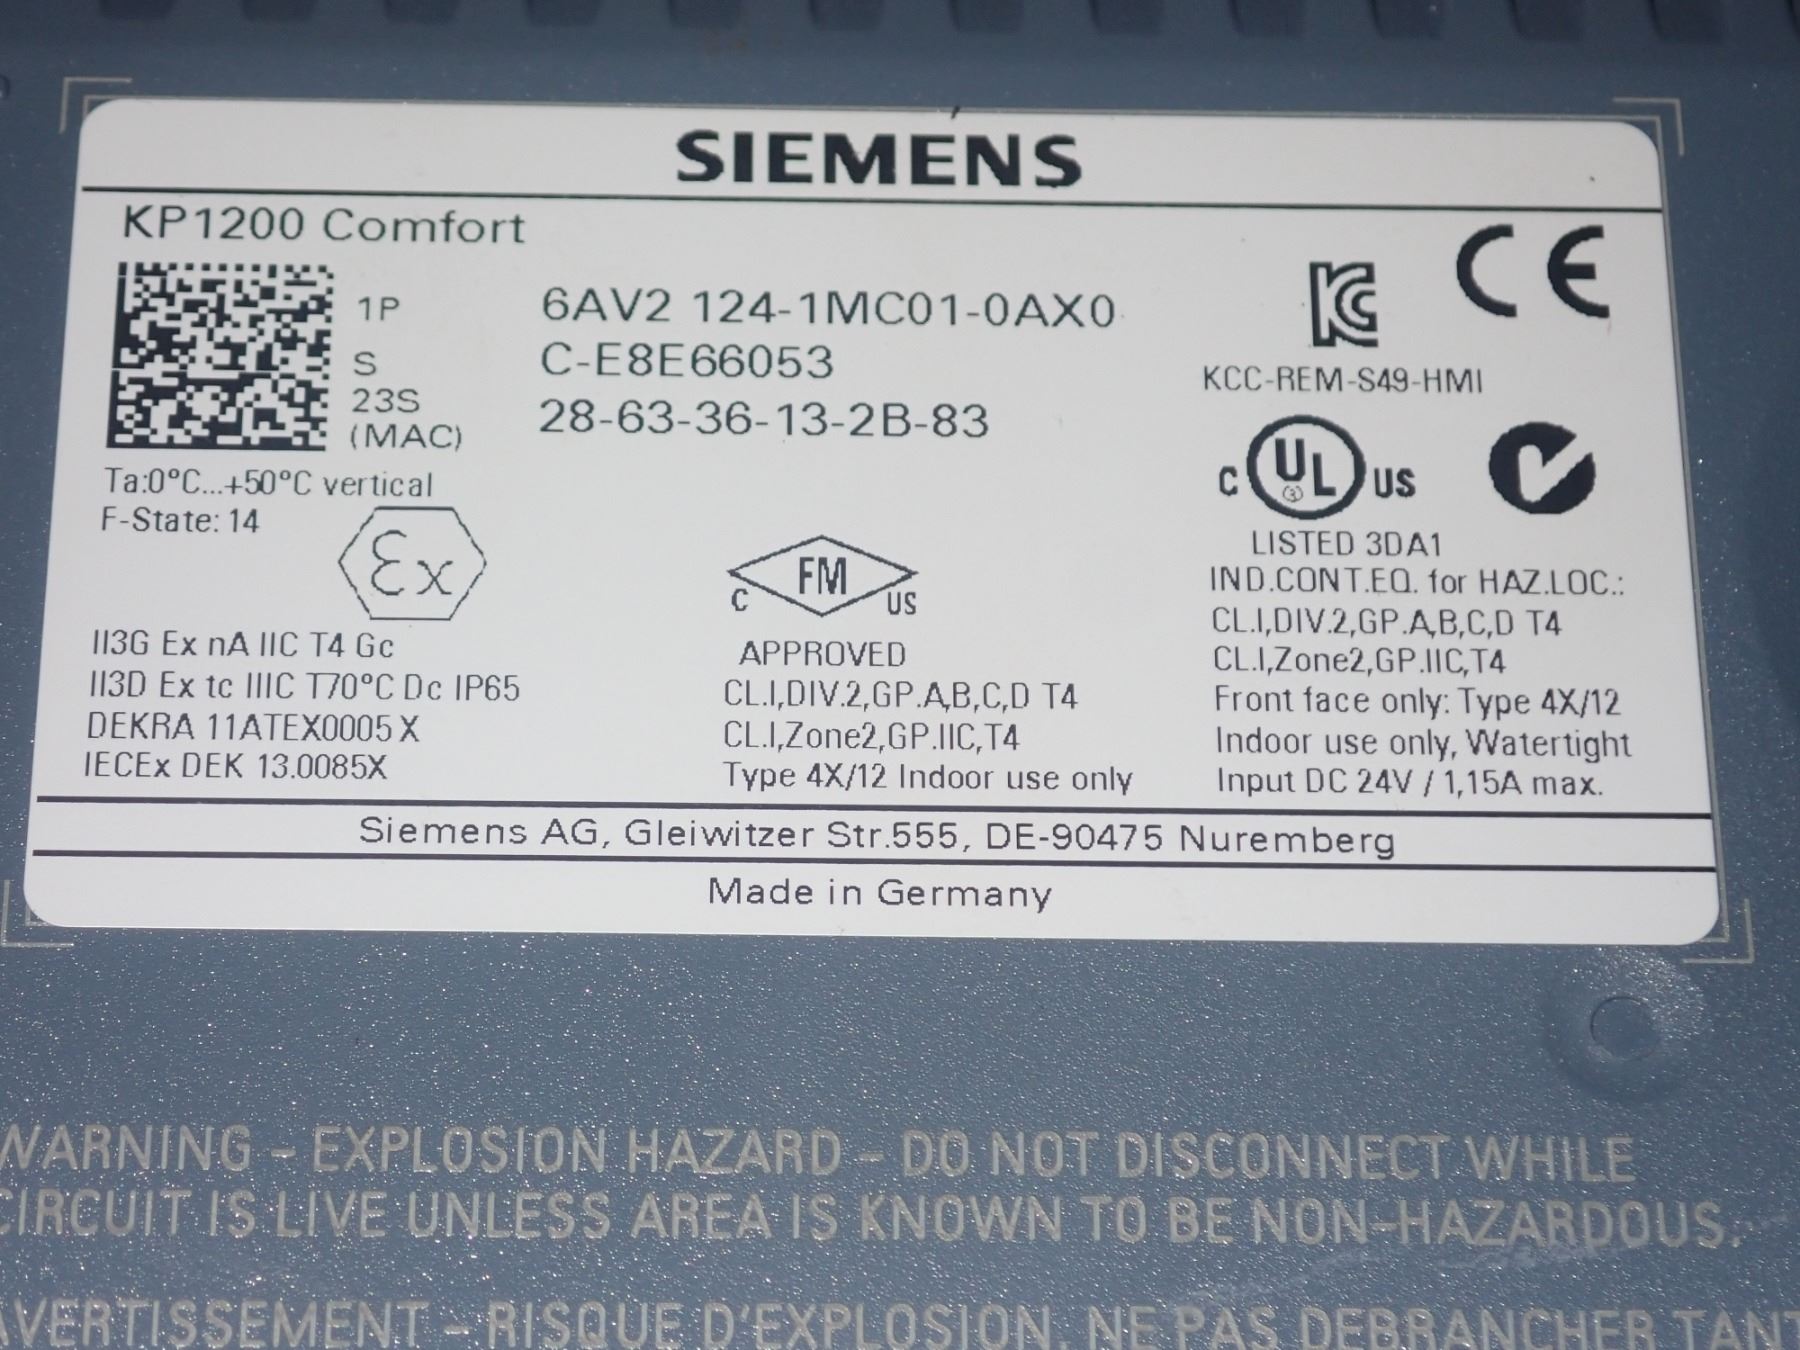 SIEMENS
KP1200 Comfort
1P 6AV2 124-1MC01-0AX0
S C-E8E66053
23S
(MAC) 28-63-36-13-2B-83
Ta:0°C...+50°C vertical
F-State: 14
Ex
II3G Ex nA IIC T4 Gc
II3D Ex tc IIIC T70°C Dc IP65
DEKRA 11ATEX0005 X
IECEx DEK 13.0085X
C FM US
APPROVED
CL.I,DIV.2,GP.A,B,C,D T4
CL.I,Zone2,GP.IIC,T4
Type 4X/12 Indoor use only
CE
KCC-REM-S49-HMI
C UL US
LISTED 3DA1
IND.CONT.EQ. for HAZ.LOC.:
CL.I,DIV.2,GP.A,B,C,D T4
CL.I,Zone2,GP.IIC,T4
Front face only: Type 4X/12
Indoor use only, Watertight
Input DC 24V / 1,15A max.
Siemens AG, Gleiwitzer Str.555, DE-90475 Nuremberg
Made in Germany
WARNING - EXPLOSION HAZARD - DO NOT DISCONNECT WHILE
CIRCUIT IS LIVE UNLESS AREA IS KNOWN TO BE NON-HAZARDOUS.
AVERTISSEMENT - RISQUE D'EXPLOSION. NE PAS DEBRANCHER TANT